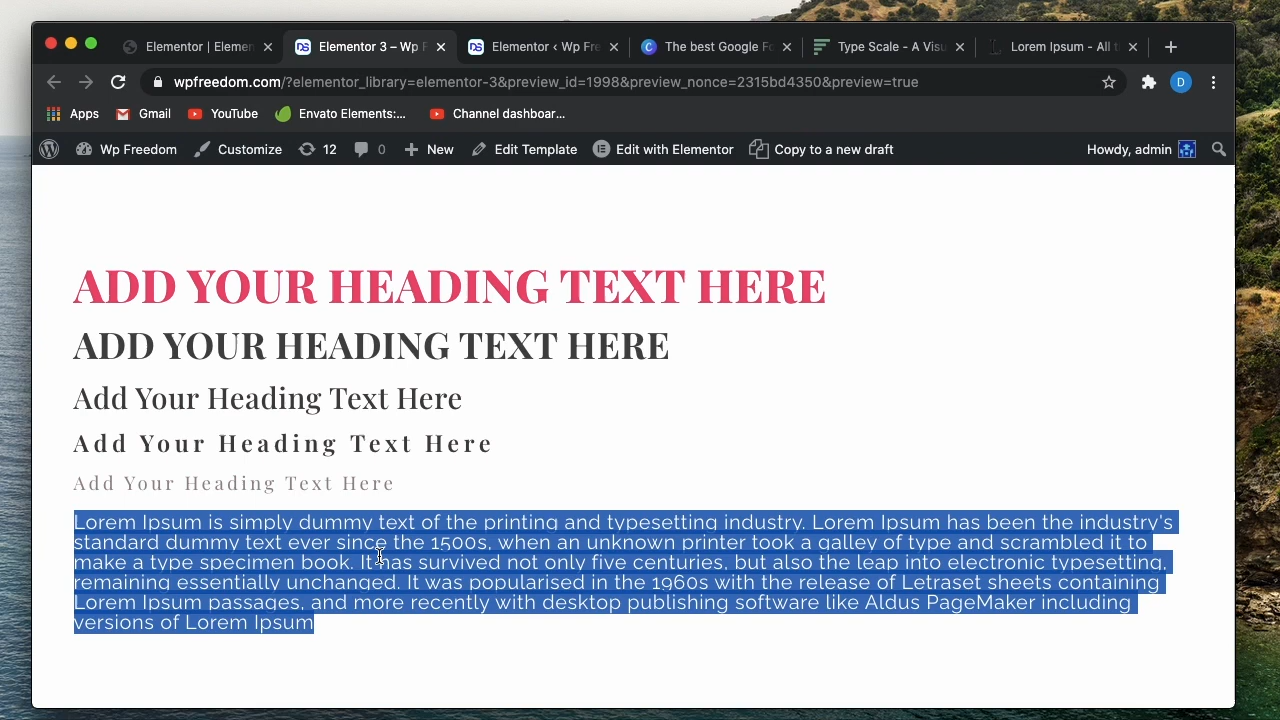 Elementor | Elemen
Elementor 3 – Wp F
Elementor ‹ Wp Fre
The best Google Fo
Type Scale - A Visu
Lorem Ipsum - All t
wpfreedom.com/?elementor_library=elementor-3&preview_id=1998&preview_nonce=2315bd4350&preview=true
D
Apps
Gmail
YouTube
Envato Elements:...
Channel dashboar...
Wp Freedom
Customize
12
0
New
Edit Template
Edit with Elementor
Copy to a new draft
Howdy, admin
ADD YOUR HEADING TEXT HERE
ADD YOUR HEADING TEXT HERE
Add Your Heading Text Here
Add Your Heading Text Here
Add Your Heading Text Here
Lorem Ipsum is simply dummy text of the printing and typesetting industry. Lorem Ipsum has been the industry's
standard dummy text ever since the 1500s, when an unknown printer took a galley of type and scrambled it to
make a type specimen book. It has survived not only five centuries, but also the leap into electronic typesetting,
remaining essentially unchanged. It was popularised in the 1960s with the release of Letraset sheets containing
Lorem Ipsum passages, and more recently with desktop publishing software like Aldus PageMaker including
versions of Lorem Ipsum